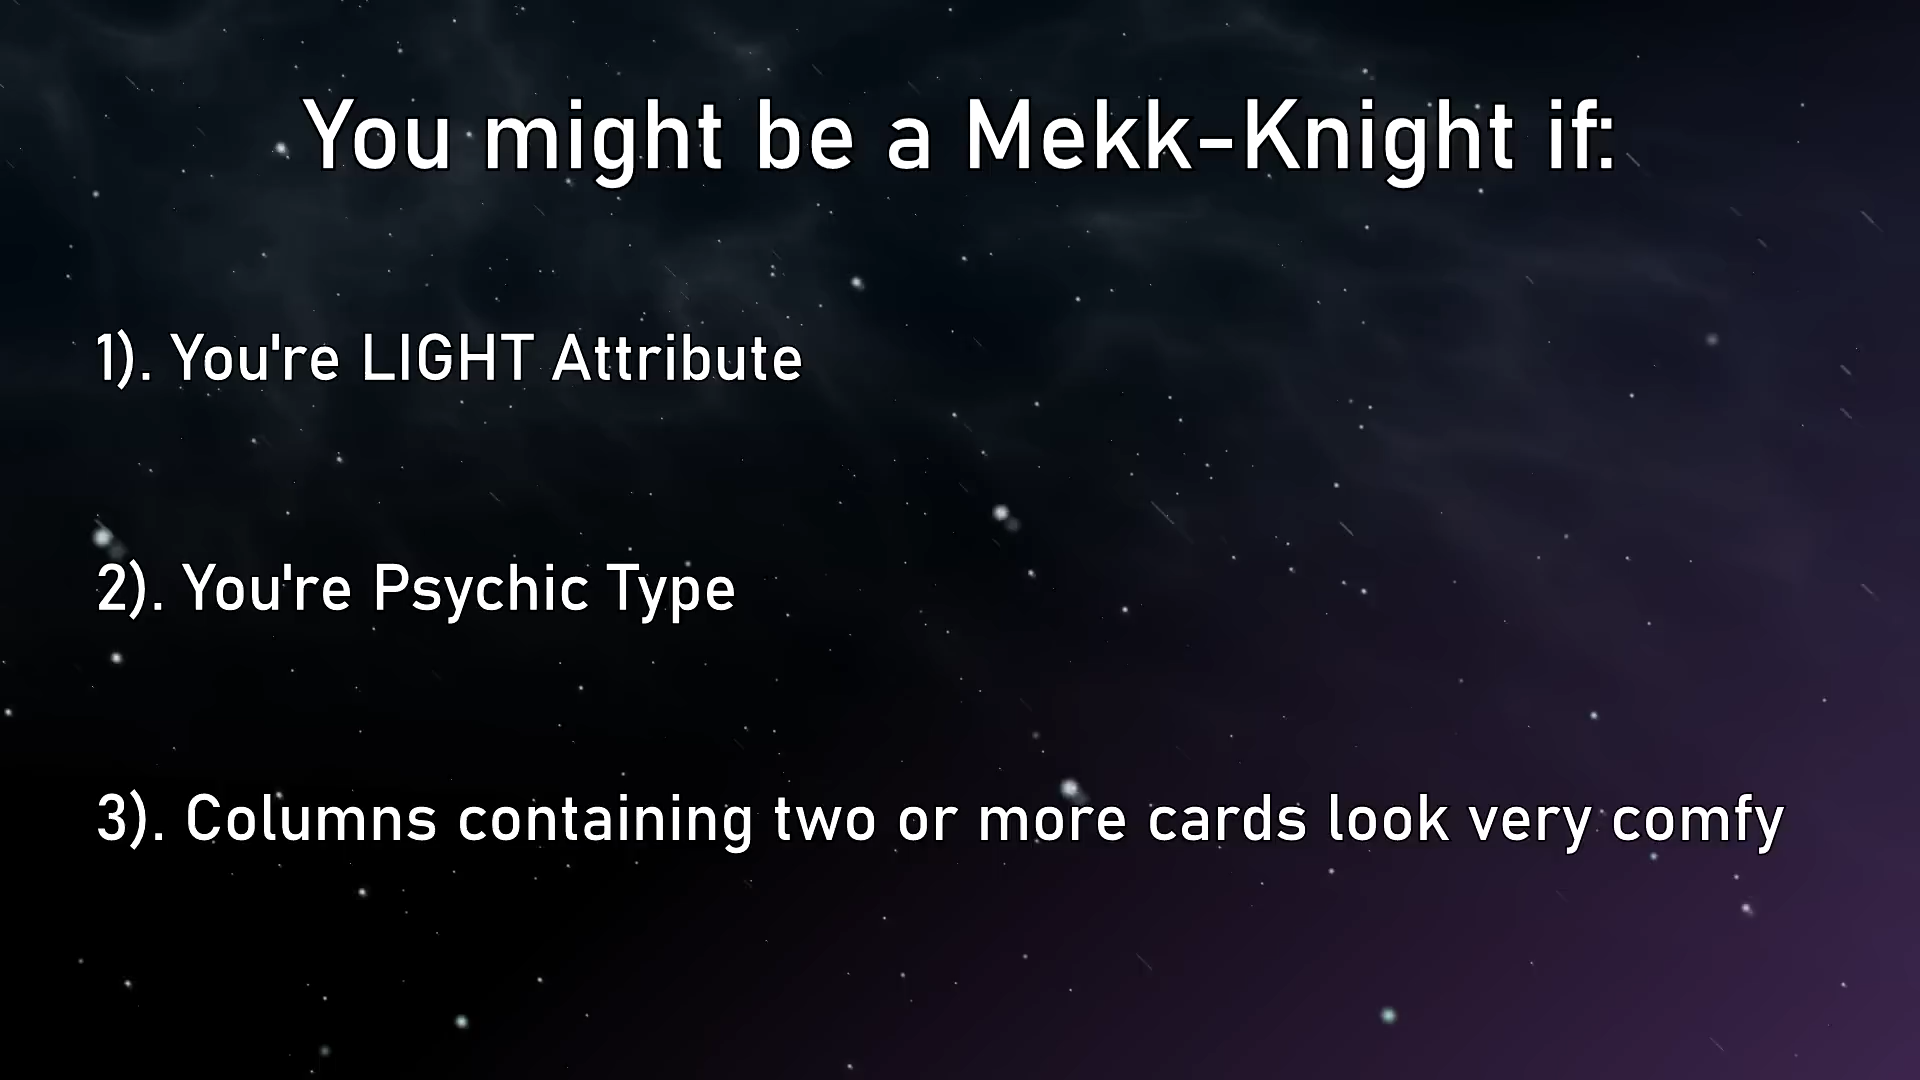 You might be a Mekk-Knight if:
1). You're LIGHT Attribute
2). You're Psychic Type
3). Columns containing two or more cards look very comfy